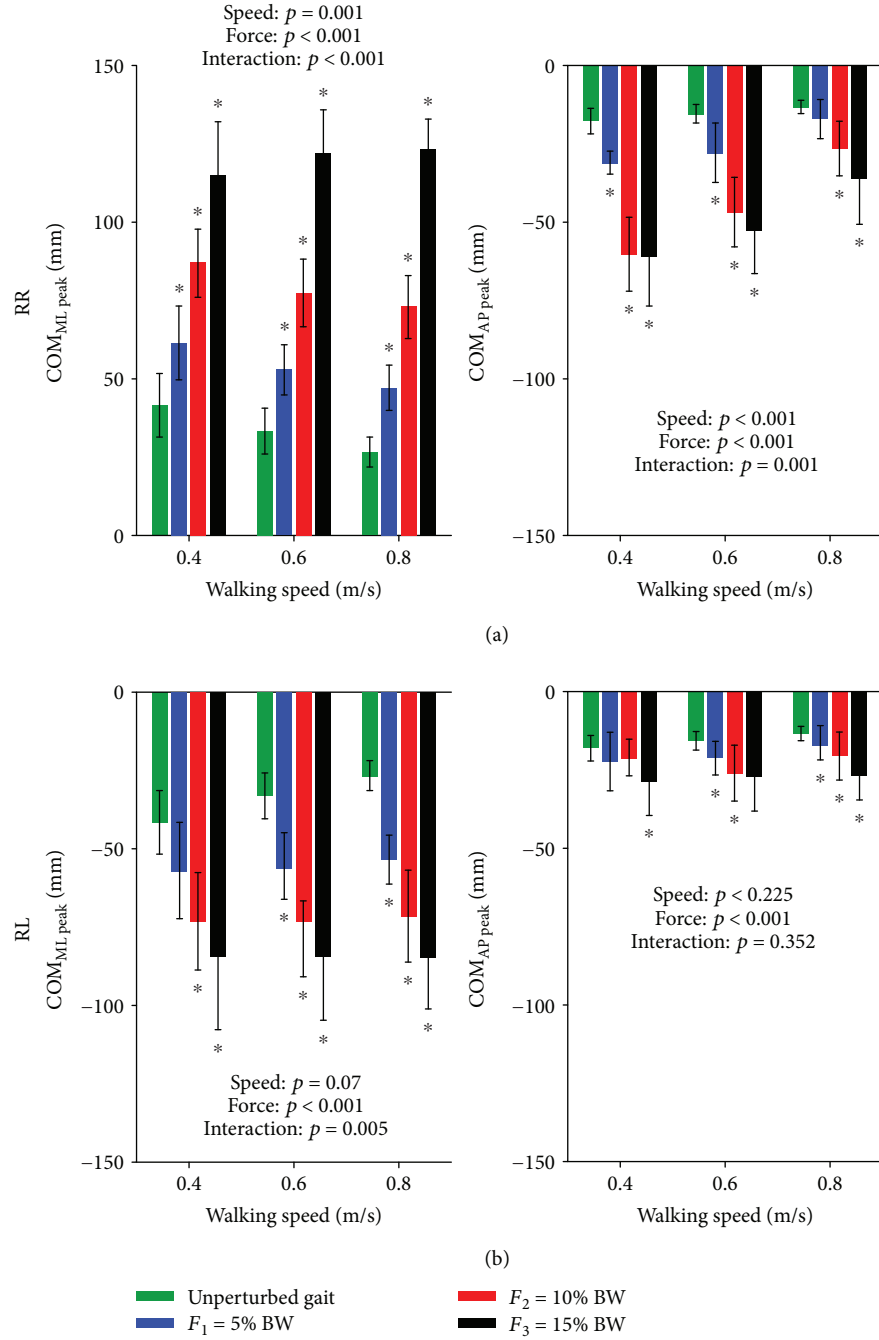 Speed: p = 0.001
Force: p < 0.001
Interaction: p < 0.001
RR
COM_ML peak (mm)
150
100
50
0
* * *
* * *
* * *
0.4 0.6 0.8
Walking speed (m/s)
COM_AP peak (mm)
0
−50
−100
−150
* * *
* * *
* *
Speed: p < 0.001
Force: p < 0.001
Interaction: p = 0.001
0.4 0.6 0.8
Walking speed (m/s)
(a)
RL
COM_ML peak (mm)
0
−50
−100
−150
* *
* * *
* * *
Speed: p = 0.07
Force: p < 0.001
Interaction: p = 0.005
0.4 0.6 0.8
Walking speed (m/s)
COM_AP peak (mm)
0
−50
−100
−150
*
* *
* * *
Speed: p < 0.225
Force: p < 0.001
Interaction: p = 0.352
0.4 0.6 0.8
Walking speed (m/s)
(b)
Unperturbed gait
F1 = 5% BW
F2 = 10% BW
F3 = 15% BW